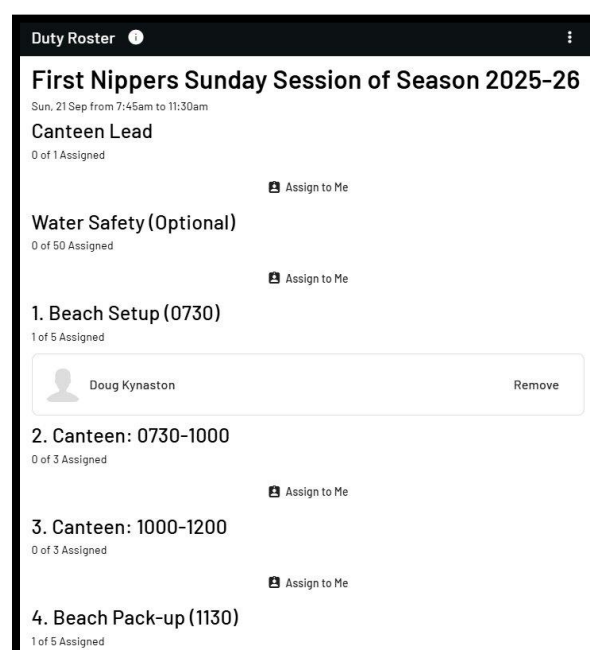 Duty Roster
First Nippers Sunday Session of Season 2025-26
Sun, 21 Sep from 7:45am to 11:30am
Canteen Lead
0 of 1 Assigned
Assign to Me
Water Safety (Optional)
0 of 50 Assigned
Assign to Me
1. Beach Setup (0730)
1 of 5 Assigned
Doug Kynaston Remove
2. Canteen: 0730-1000
0 of 3 Assigned
Assign to Me
3. Canteen: 1000-1200
0 of 3 Assigned
Assign to Me
4. Beach Pack-up (1130)
1 of 5 Assigned